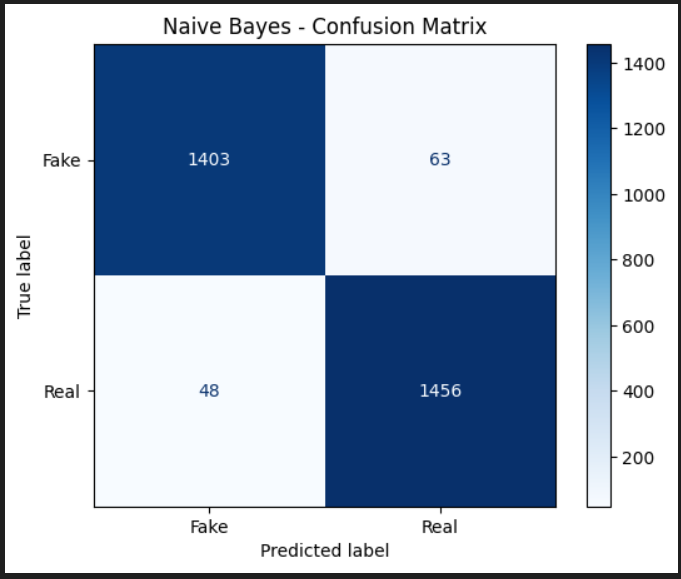 Naive Bayes - Confusion Matrix
True label
Fake
1403
63
Real
48
1456
Fake
Real
Predicted label
1400
1200
1000
800
600
400
200